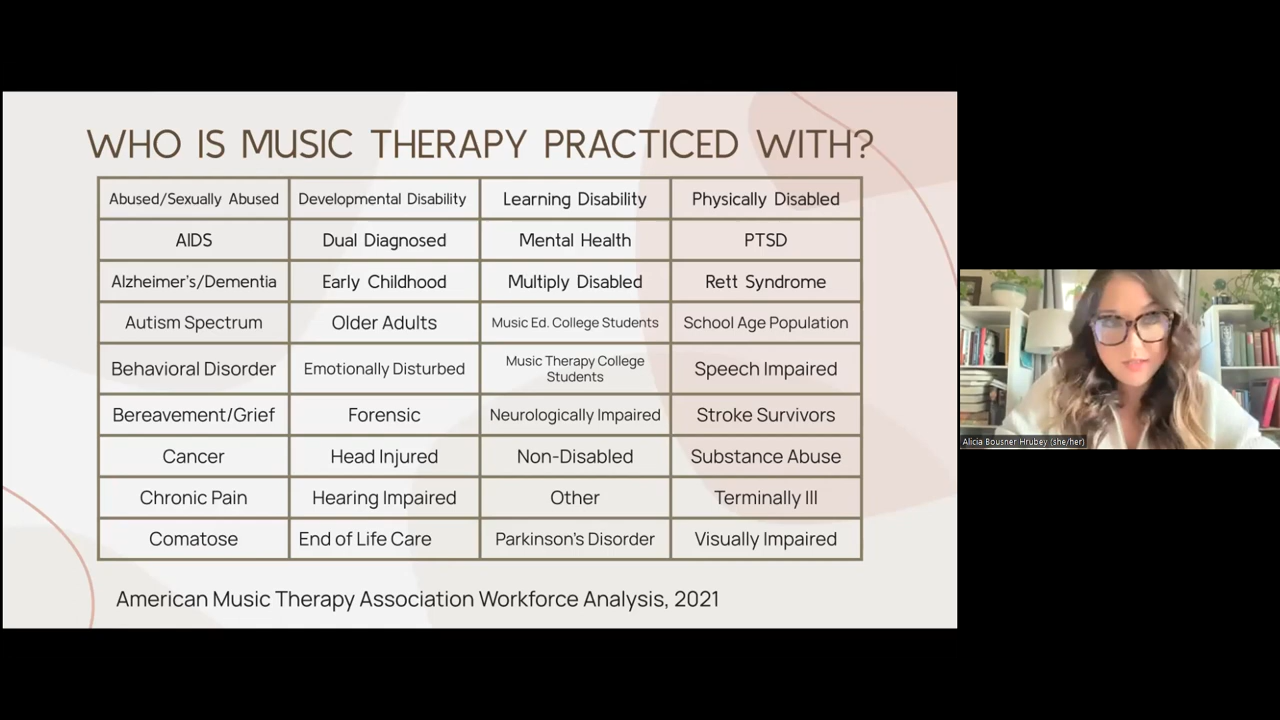 WHO IS MUSIC THERAPY PRACTICED WITH?
Abused/Sexually Abused Developmental Disability Learning Disability Physically Disabled
AIDS Dual Diagnosed Mental Health PTSD
Alzheimer's/Dementia Early Childhood Multiply Disabled Rett Syndrome
Autism Spectrum Older Adults Music Ed. College Students School Age Population
Behavioral Disorder Emotionally Disturbed Music Therapy College Students Speech Impaired
Bereavement/Grief Forensic Neurologically Impaired Stroke Survivors
Cancer Head Injured Non-Disabled Substance Abuse
Chronic Pain Hearing Impaired Other Terminally Ill
Comatose End of Life Care Parkinson's Disorder Visually Impaired
American Music Therapy Association Workforce Analysis, 2021
Alicia Bousner Hrubey (she/her)